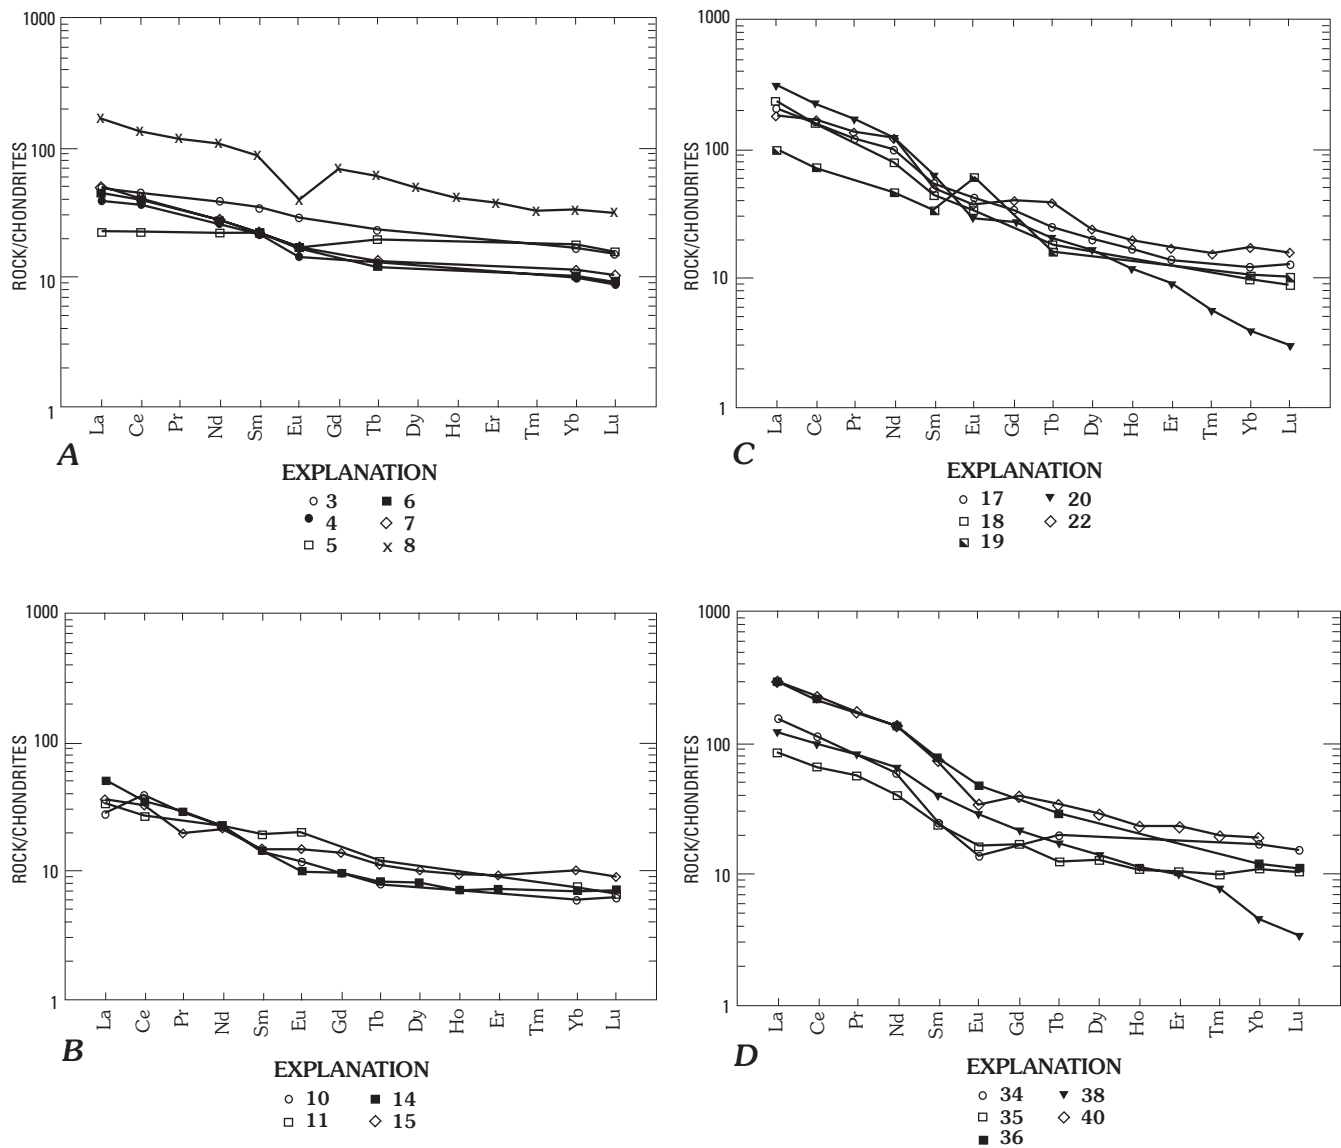 1000
100
10
1
ROCK/CHONDRITES
La Ce Pr Nd Sm Eu Gd Tb Dy Ho Er Tm Yb Lu
A
EXPLANATION
3 6
4 7
5 x 8
1000
100
10
1
ROCK/CHONDRITES
La Ce Pr Nd Sm Eu Gd Tb Dy Ho Er Tm Yb Lu
C
EXPLANATION
17 20
18 22
19
1000
100
10
1
ROCK/CHONDRITES
La Ce Pr Nd Sm Eu Gd Tb Dy Ho Er Tm Yb Lu
B
EXPLANATION
10 14
11 15
1000
100
10
1
ROCK/CHONDRITES
La Ce Pr Nd Sm Eu Gd Tb Dy Ho Er Tm Yb Lu
D
EXPLANATION
34 38
35 40
36